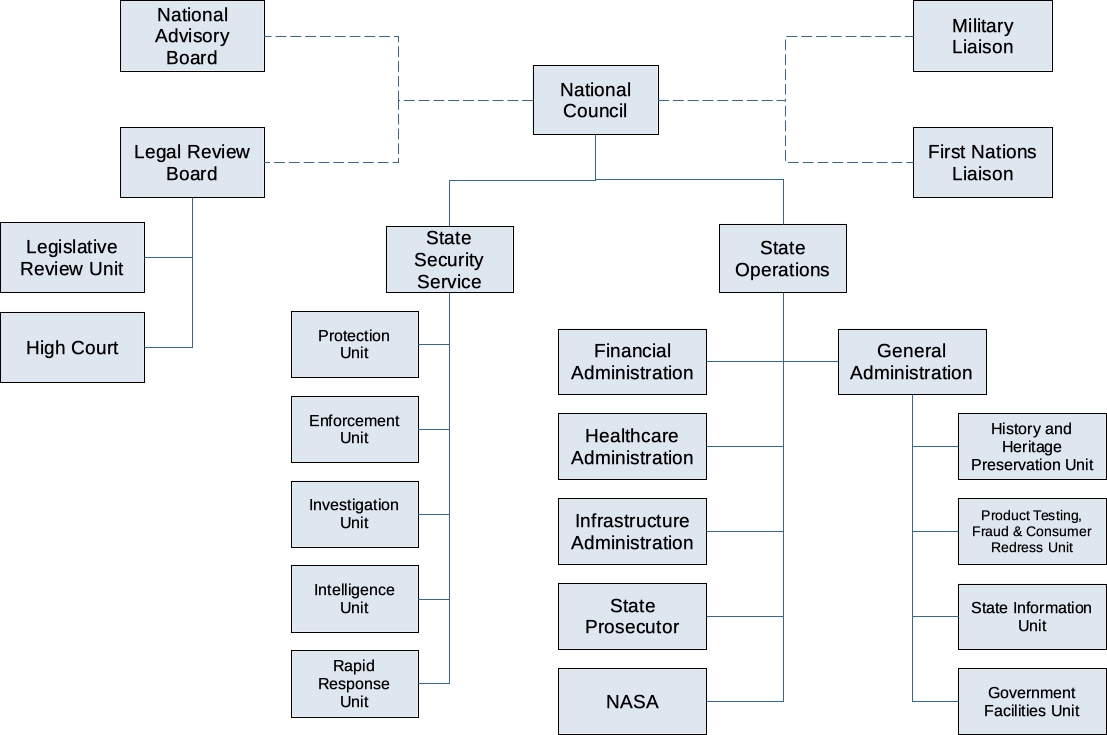 National
Advisory
Board
Military
Liaison
National
Council
Legal Review
Board
First Nations
Liaison
Legislative
Review Unit
High Court
State
Security
Service
State
Operations
Protection
Unit
Enforcement
Unit
Investigation
Unit
Intelligence
Unit
Rapid
Response
Unit
Financial
Administration
Healthcare
Administration
Infrastructure
Administration
State
Prosecutor
NASA
General
Administration
History and
Heritage
Preservation Unit
Product Testing,
Fraud & Consumer
Redress Unit
State Information
Unit
Government
Facilities Unit